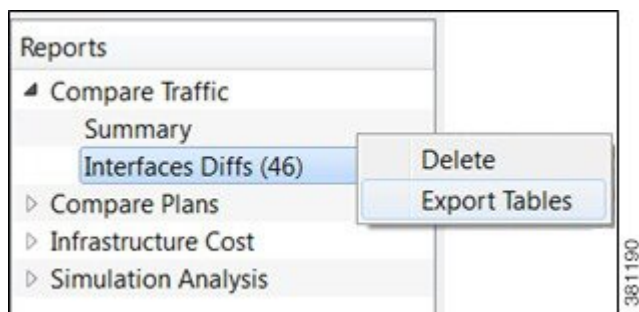 Reports
Compare Traffic
Summary
Interfaces Diffs (46)
Delete
Export Tables
Compare Plans
Infrastructure Cost
Simulation Analysis
381190